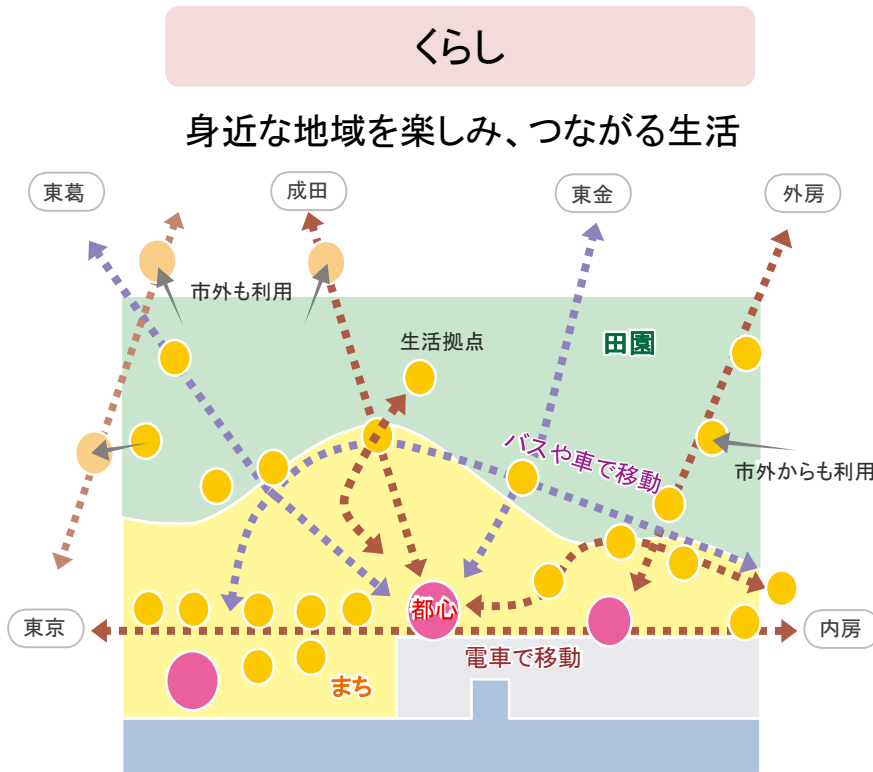 くらし
身近な地域を楽しみ、つながる生活
東葛
成田
東金
外房
市外も利用
生活拠点
田園
バスや車で移動
市外からも利用
都心
東京
内房
電車で移動
まち